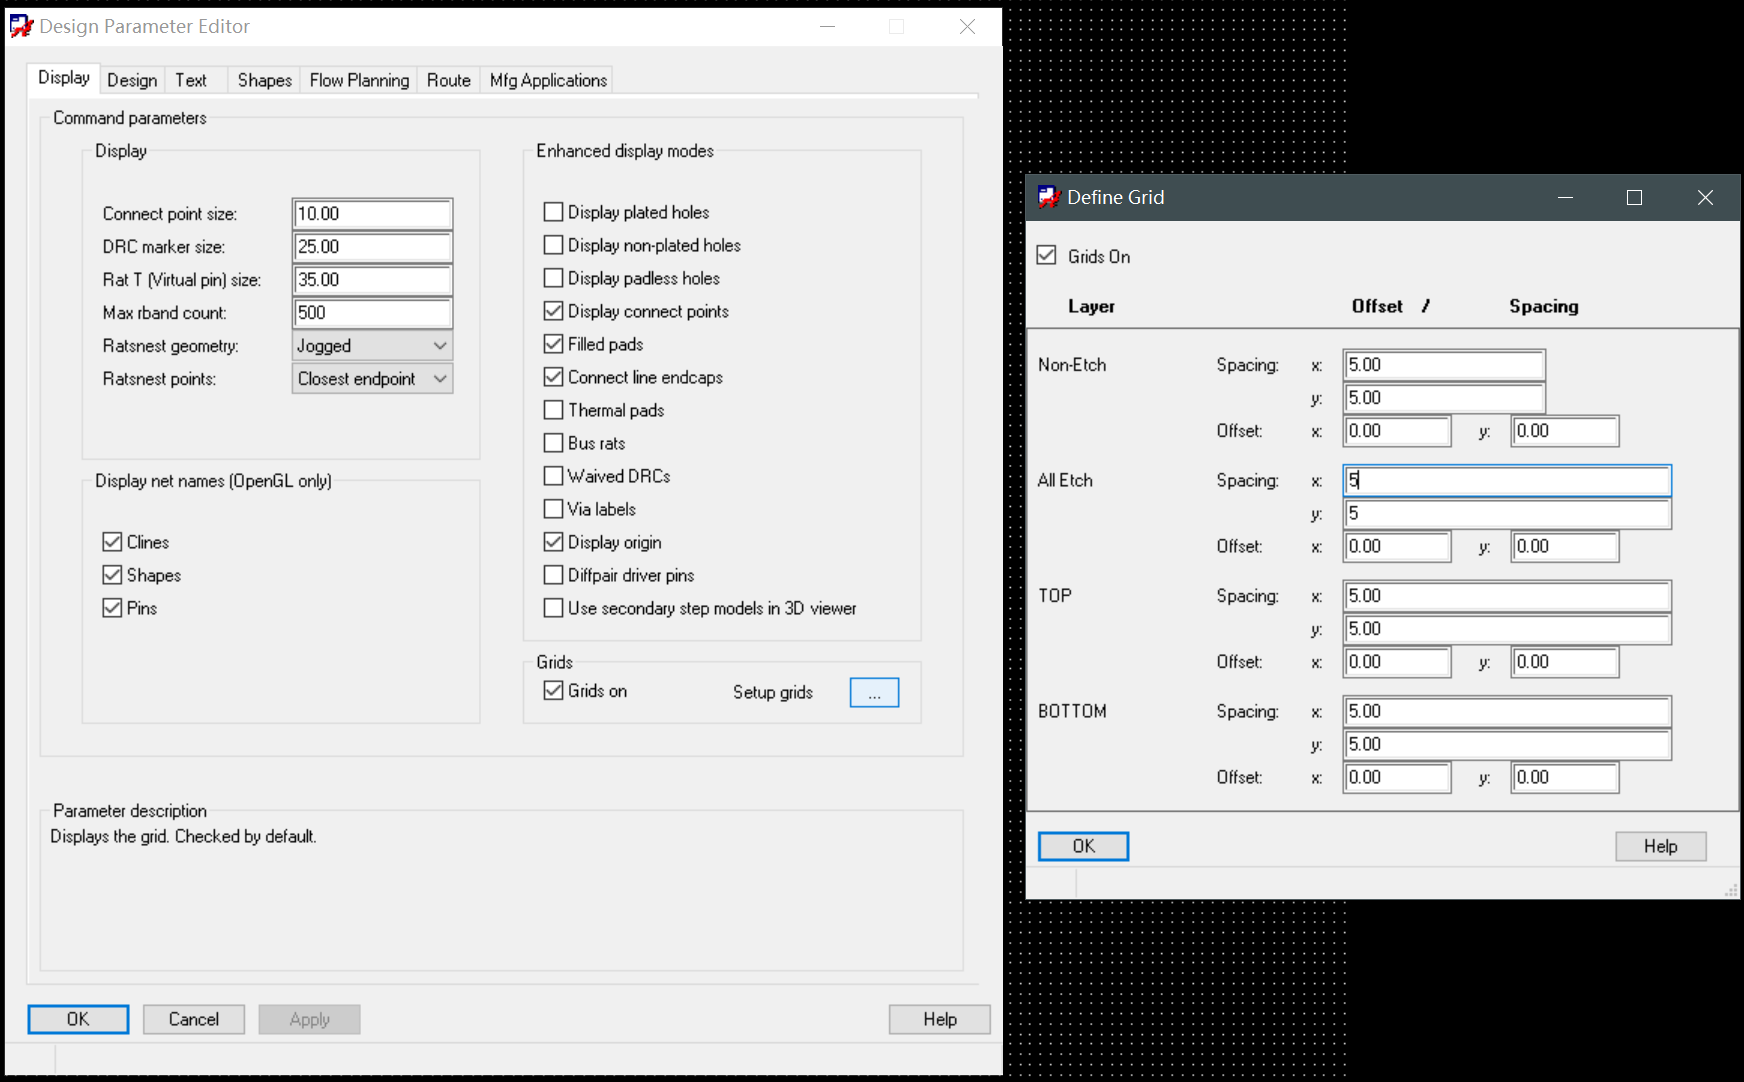 Design Parameter Editor
Display Design Text Shapes Flow Planning Route Mfg Applications
Command parameters
Display
Connect point size: 10.00
DRC marker size: 25.00
Rat T (Virtual pin) size: 35.00
Max rband count: 500
Ratsnest geometry: Jogged
Ratsnest points: Closest endpoint
Display net names (OpenGL only)
Clines
Shapes
Pins
Enhanced display modes
Display plated holes
Display non-plated holes
Display padless holes
Display connect points
Filled pads
Connect line endcaps
Thermal pads
Bus rats
Waived DRCs
Via labels
Display origin
Diffpair driver pins
Use secondary step models in 3D viewer
Grids
Grids on Setup grids ...
Parameter description
Displays the grid. Checked by default.
OK Cancel Apply Help
Define Grid
Grids On
Layer Offset / Spacing
Non-Etch Spacing: x: 5.00
y: 5.00
Offset: x: 0.00 y: 0.00
All Etch Spacing: x: 5
y: 5
Offset: x: 0.00 y: 0.00
TOP Spacing: x: 5.00
y: 5.00
Offset: x: 0.00 y: 0.00
BOTTOM Spacing: x: 5.00
y: 5.00
Offset: x: 0.00 y: 0.00
OK Help